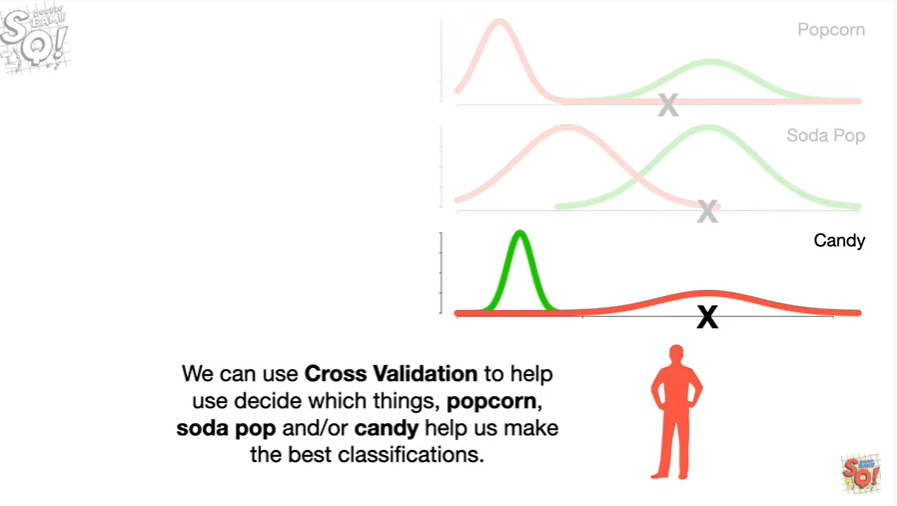 Popcorn
X
Soda Pop
X
Candy
X
We can use Cross Validation to help
use decide which things, popcorn,
soda pop and/or candy help us make
the best classifications.
SQ!